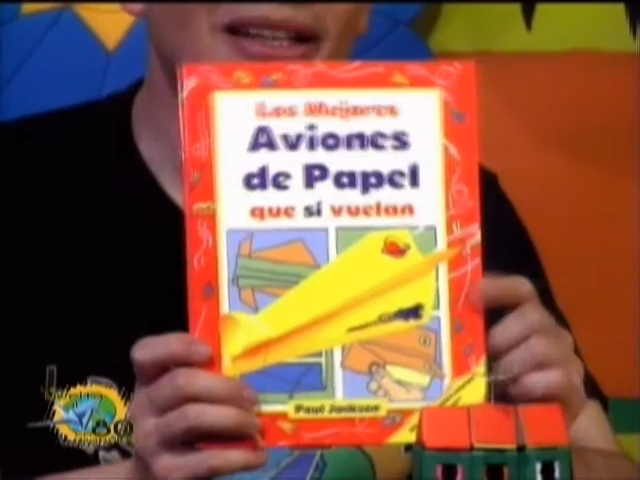 Los Mejores
Aviones
de Papel
que sí vuelan
Paul Jackson